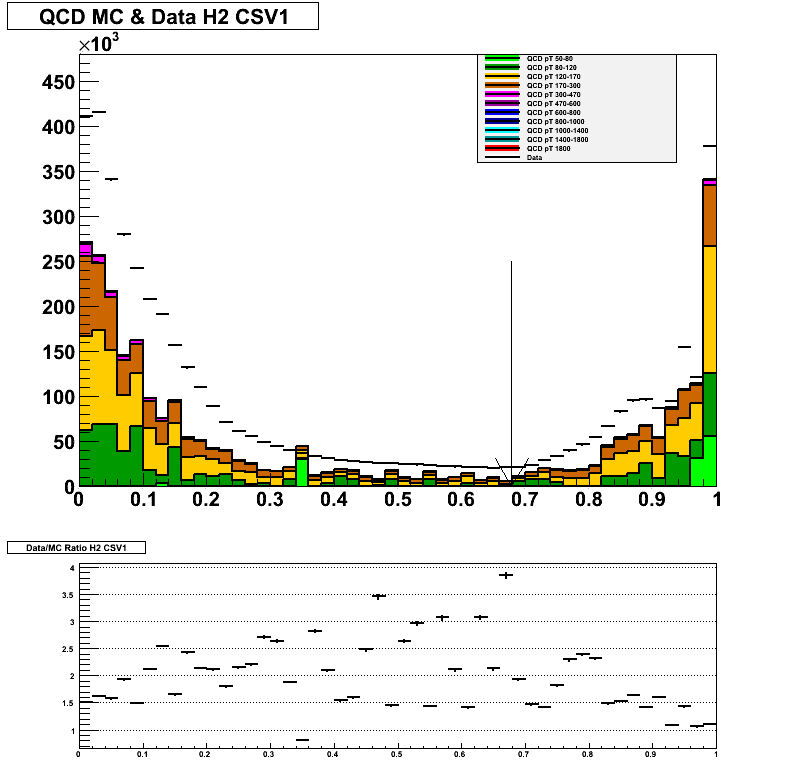 QCD MC & Data H2 CSV1
×10³
450
400
350
300
250
200
150
100
50
0
0 0.1 0.2 0.3 0.4 0.5 0.6 0.7 0.8 0.9 1
QCD pT 50-80
QCD pT 80-120
QCD pT 120-170
QCD pT 170-300
QCD pT 300-470
QCD pT 470-600
QCD pT 600-800
QCD pT 800-1000
QCD pT 1000-1400
QCD pT 1400-1800
QCD pT 1800
Data
Data/MC Ratio H2 CSV1
4
3.5
3
2.5
2
1.5
1
0 0.1 0.2 0.3 0.4 0.5 0.6 0.7 0.8 0.9 1